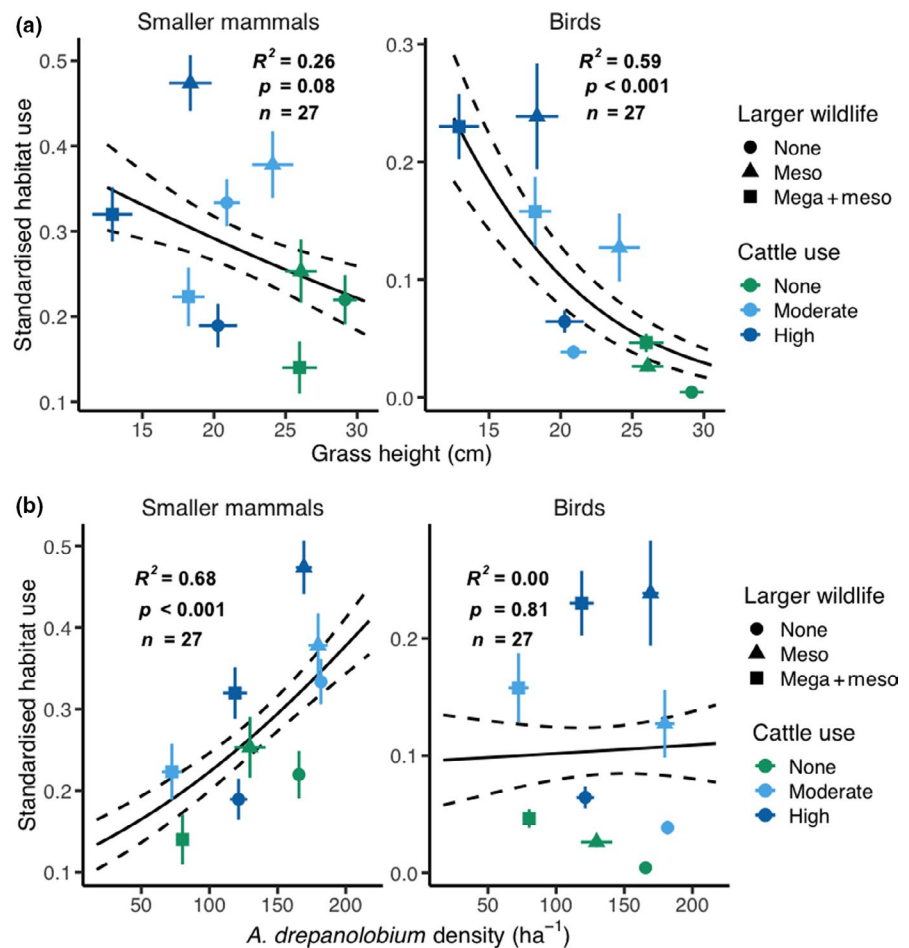 (a)
Smaller mammals
Birds
R² = 0.26
p = 0.08
n = 27
R² = 0.59
p < 0.001
n = 27
Standardised habitat use
0.5
0.4
0.3
0.2
0.1
0.3
0.2
0.1
0.0
15 20 25 30
15 20 25 30
Grass height (cm)
Larger wildlife
None
Meso
Mega + meso
Cattle use
None
Moderate
High
(b)
Smaller mammals
Birds
R² = 0.68
p < 0.001
n = 27
R² = 0.00
p = 0.81
n = 27
Standardised habitat use
0.5
0.4
0.3
0.2
0.1
0.2
0.1
0.0
50 100 150 200
50 100 150 200
A. drepanolobium density (ha⁻¹)
Larger wildlife
None
Meso
Mega + meso
Cattle use
None
Moderate
High